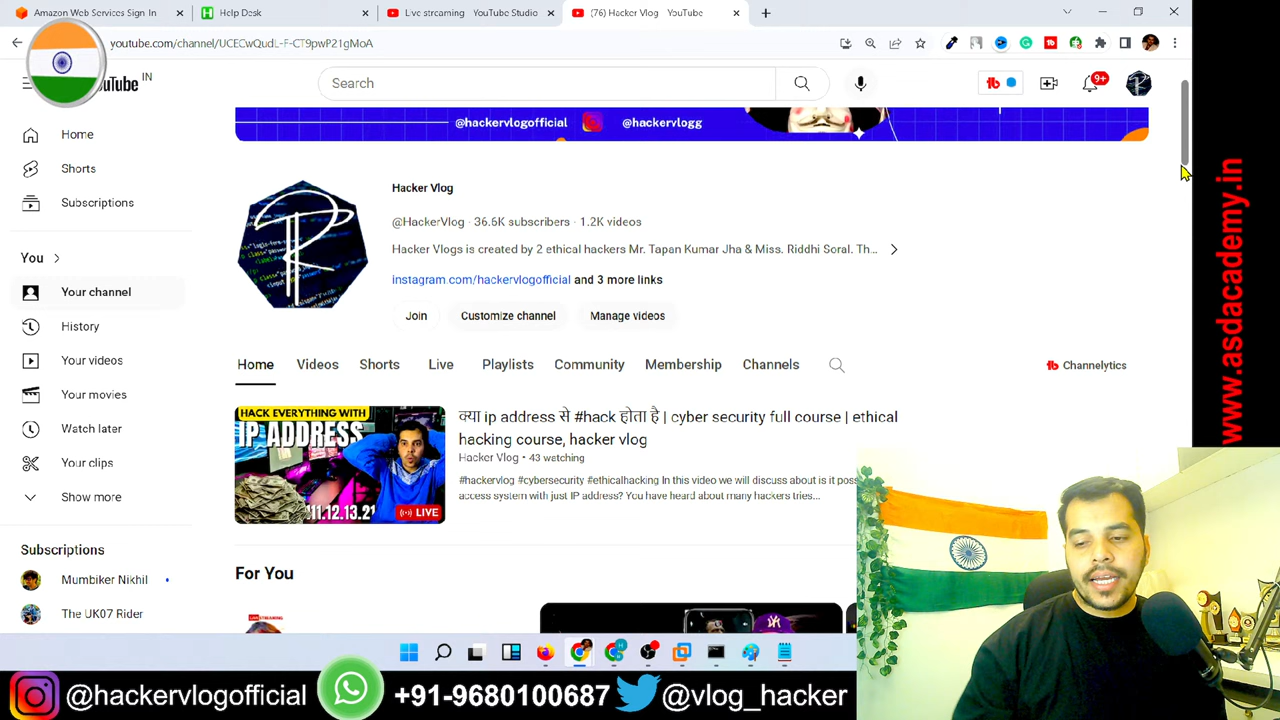 Amazon Web Services Sign In
Help Desk
Live streaming - YouTube Studio
(76) Hacker Vlog - YouTube
youtube.com/channel/UCECwQudL-F-CT9pwR21gMoA
IN
Search
9+
@hackervlogofficial
@hackervlogg
Home
Shorts
Subscriptions
You
Your channel
History
Your videos
Your movies
Watch later
Your clips
Show more
Subscriptions
Mumbiker Nikhil
The UK07 Rider
Hacker Vlog
@HackerVlog · 36.6K subscribers · 1.2K videos
Hacker Vlogs is created by 2 ethical hackers Mr. Tapan Kumar Jha & Miss. Riddhi Soral. Th...
instagram.com/hackervlogofficial and 3 more links
Join
Customize channel
Manage videos
Home
Videos
Shorts
Live
Playlists
Community
Membership
Channels
Channelytics
HACK EVERYTHING WITH
IP ADDRESS
111.12.13.21
LIVE
क्या ip address से #hack होता है | cyber security full course | ethical
hacking course, hacker vlog
Hacker Vlog • 43 watching
#hackervlog #cybersecurity #ethicalhacking In this video we will discuss about is it poss
access system with just IP address? You have heard about many hackers tries...
For You
www.asdacademy.in
@hackervlogofficial
+91-9680100687
@vlog_hacker